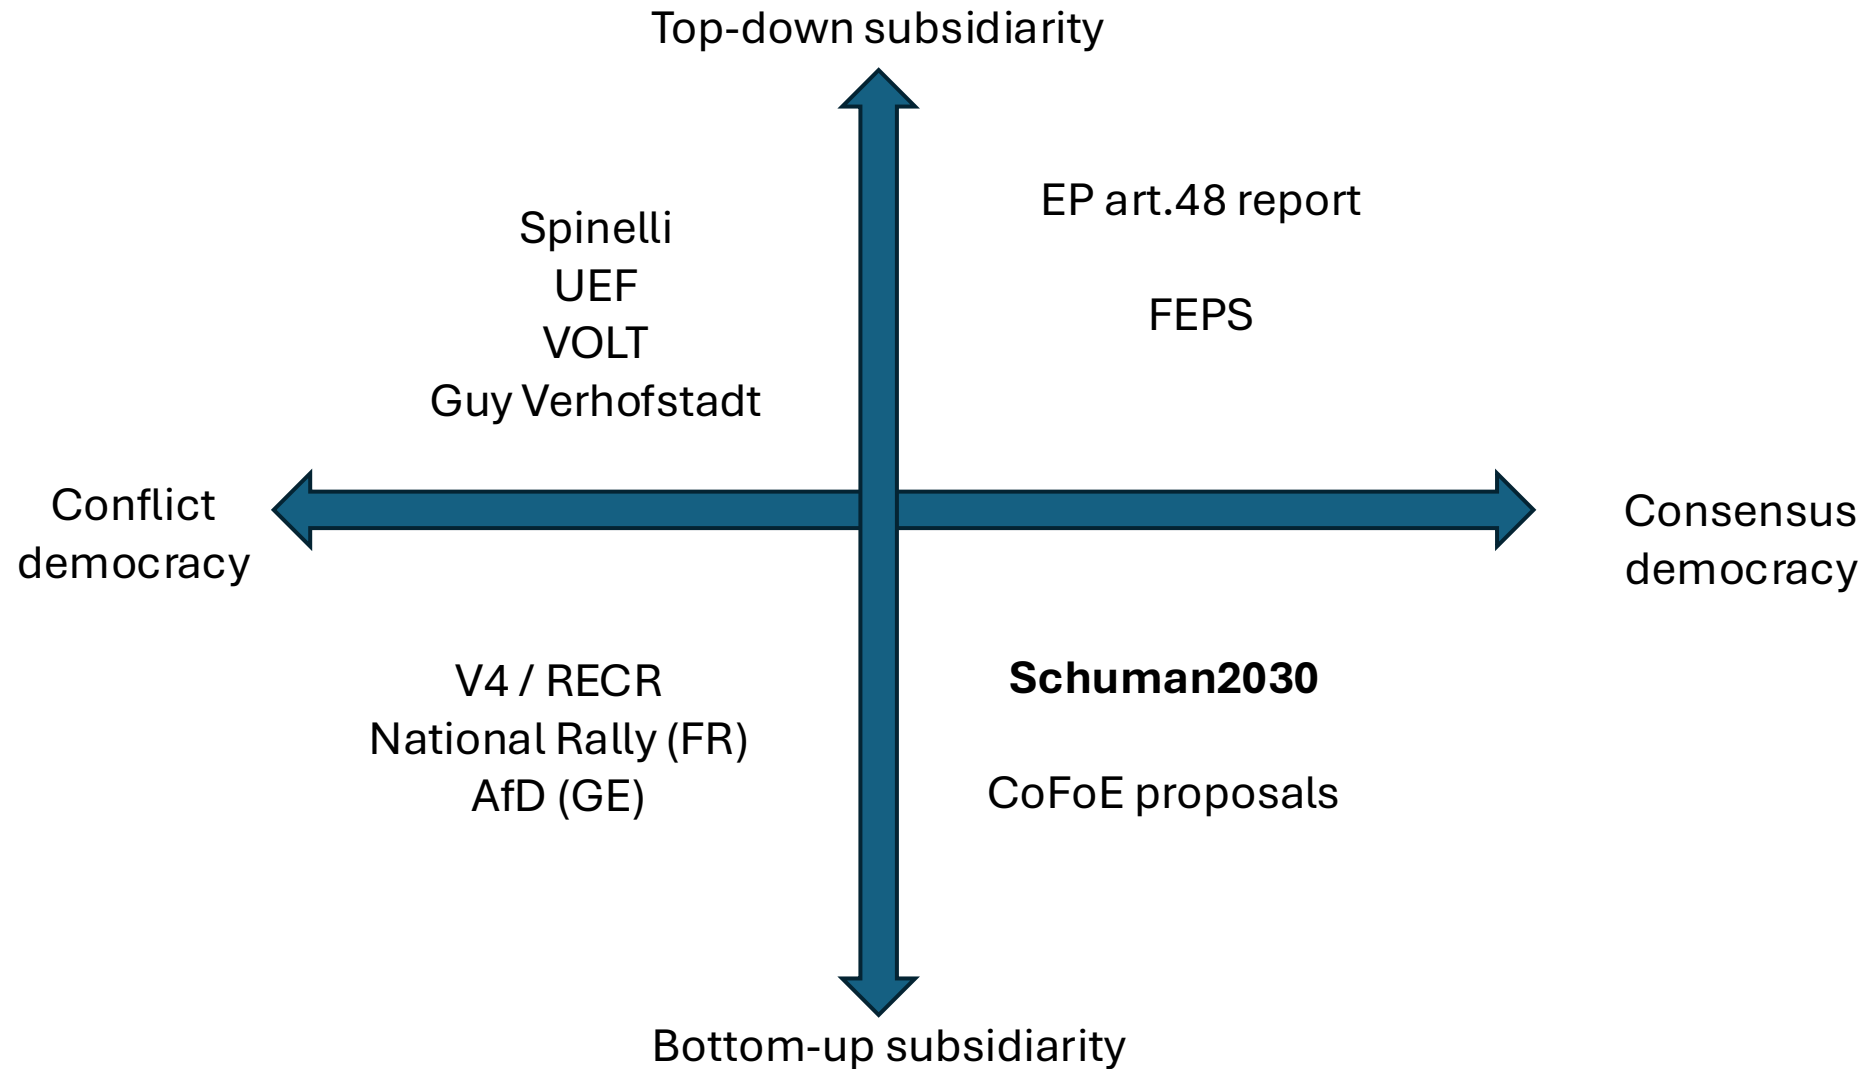 Top-down subsidiarity
EP art.48 report
Spinelli
UEF
FEPS
VOLT
Guy Verhofstadt
Conflict
democracy
Consensus
democracy
V4 / RECR
National Rally (FR)
AfD (GE)
Schuman2030
CoFoE proposals
Bottom-up subsidiarity